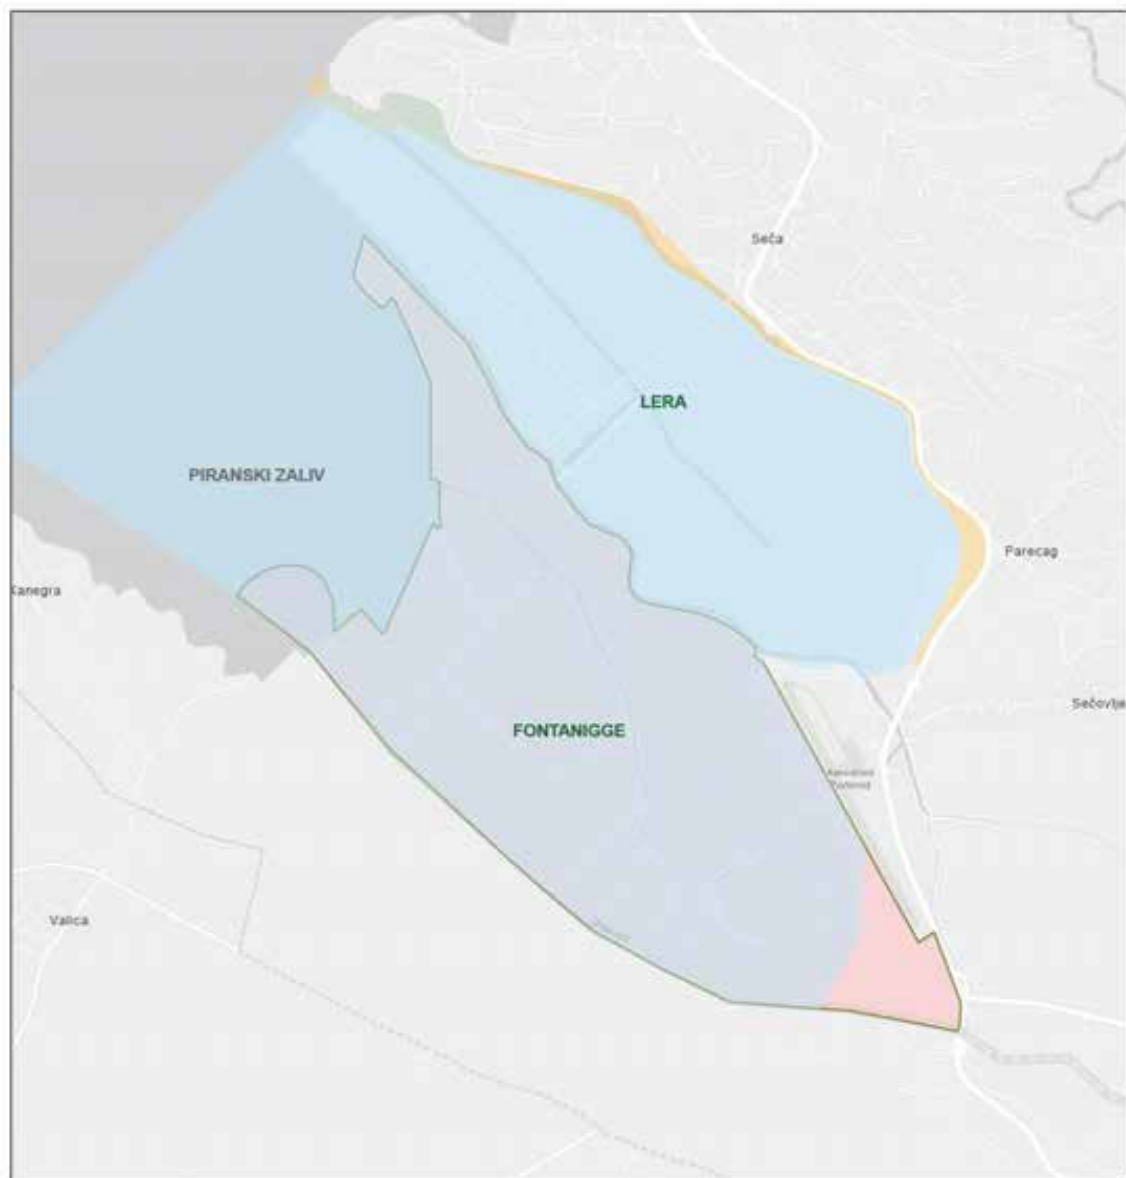 Seča
LERA
PIRANSKI ZALIV
Parecag
Kanegra
Sečovlje
FONTANIGGE
Valica